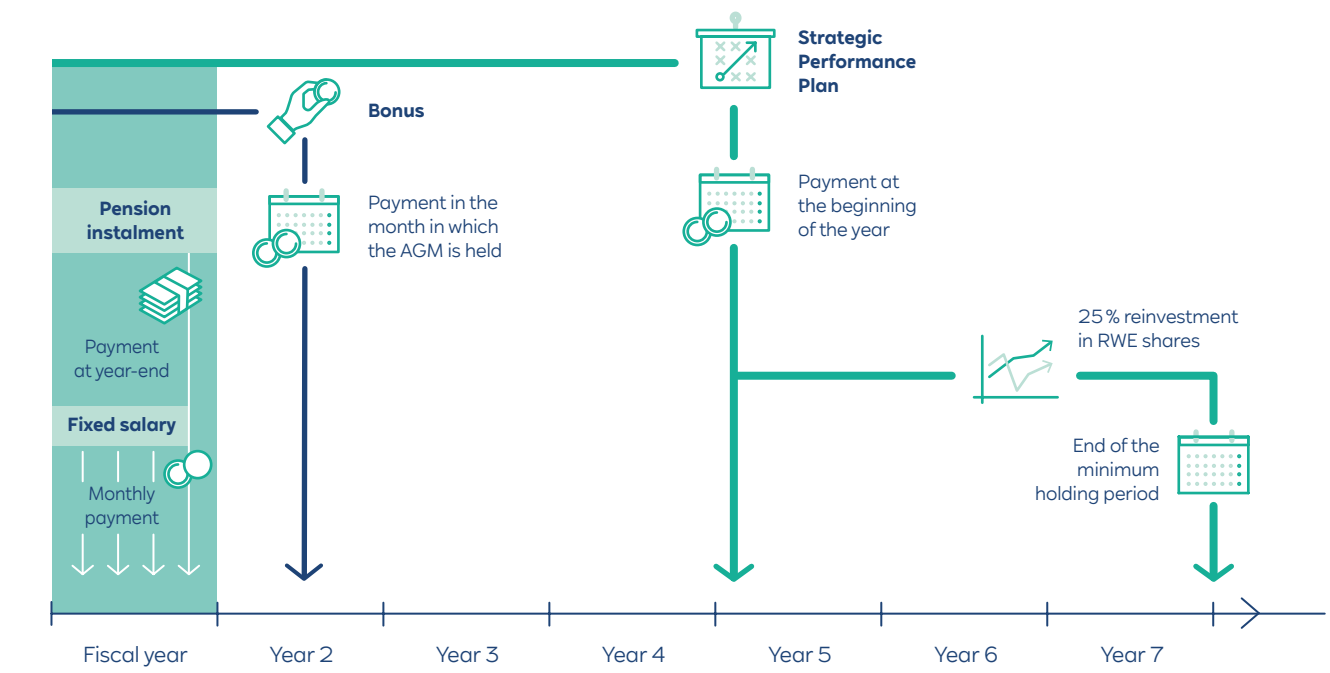 Strategic
Performance
Plan
Bonus
Pension
instalment
Payment in the
month in which
the AGM is held
Payment at
the beginning
of the year
Payment
at year-end
25 % reinvestment
in RWE shares
Fixed salary
End of the
minimum
holding period
Monthly
payment
Fiscal year
Year 2
Year 3
Year 4
Year 5
Year 6
Year 7